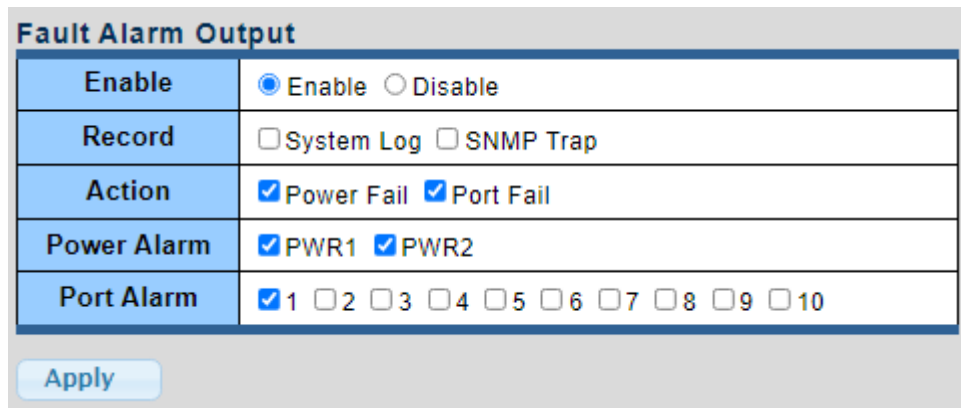 Fault Alarm Output
Enable Enable Disable
Record System Log SNMP Trap
Action Power Fail Port Fail
Power Alarm PWR1 PWR2
Port Alarm 1 2 3 4 5 6 7 8 9 10
Apply